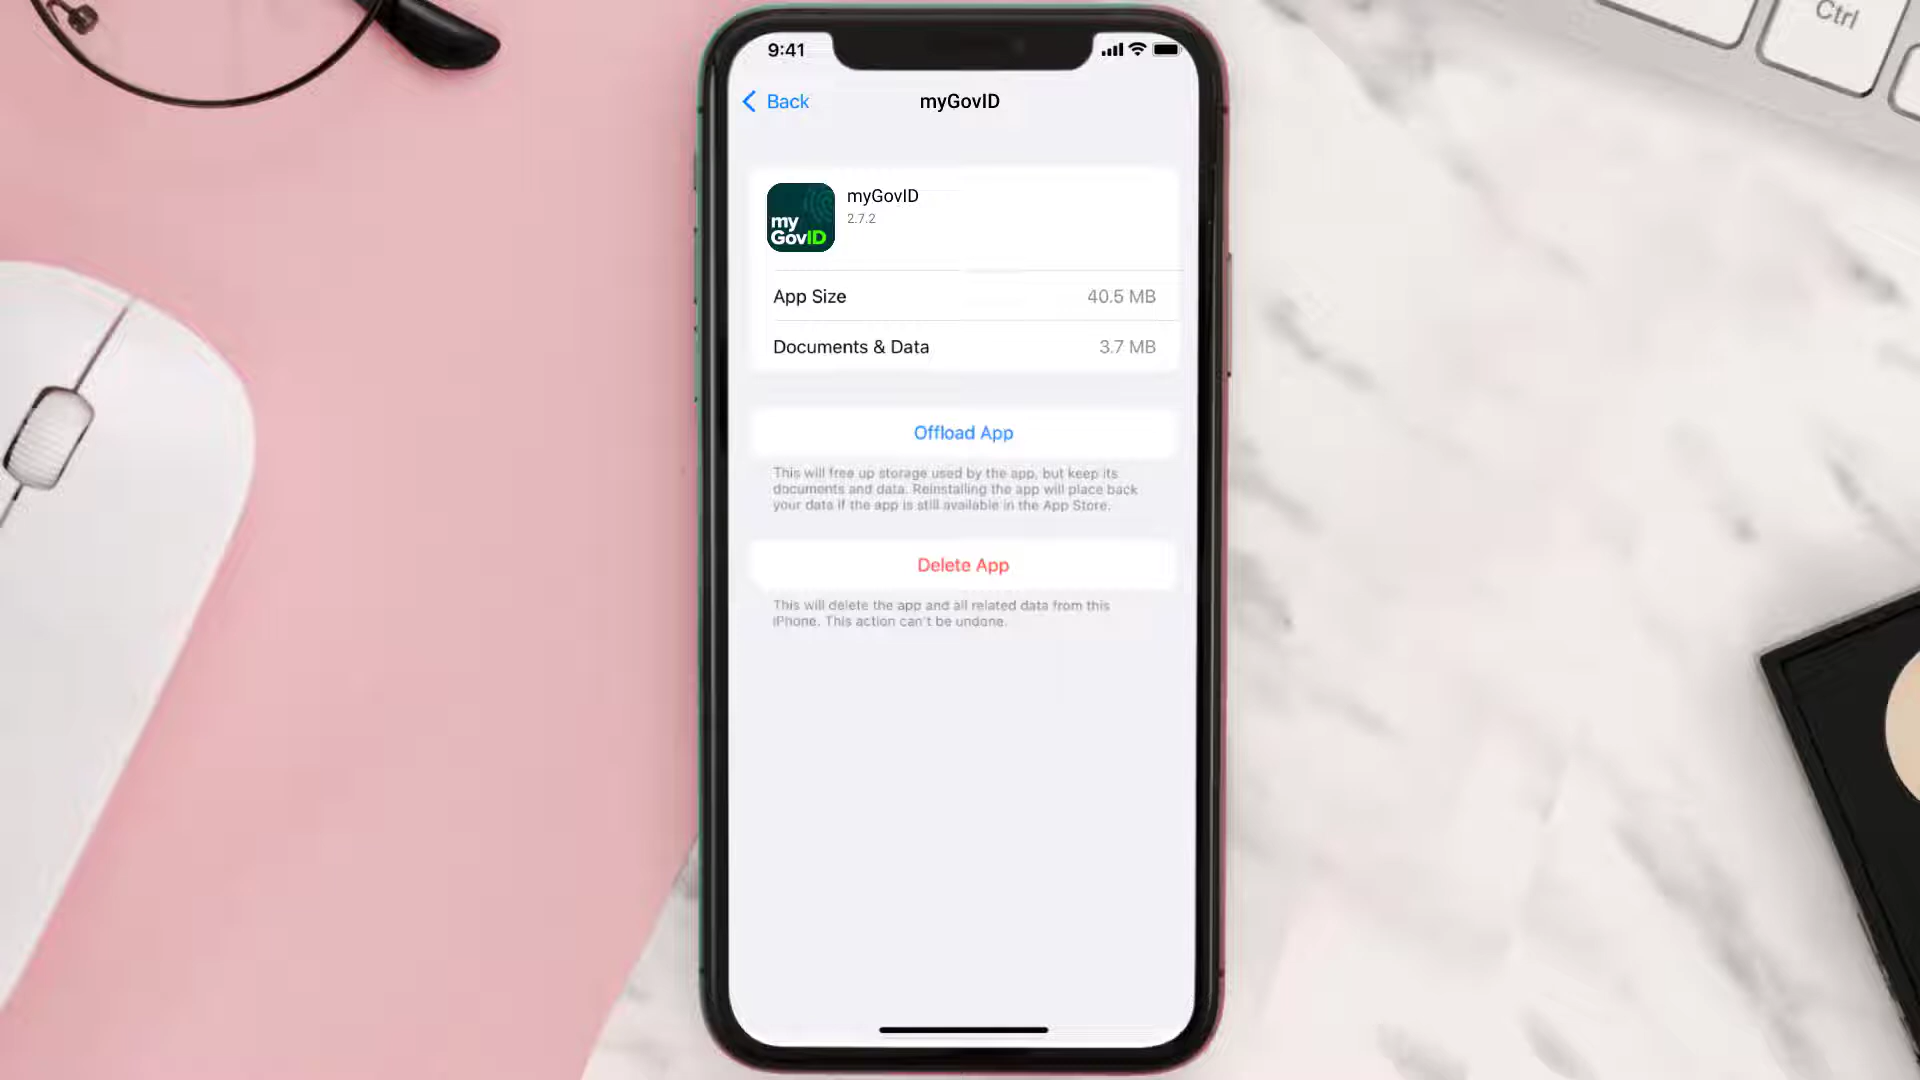 Ctrl
9:41
Back
myGovID
my
GovID
myGovID
2.7.2
App Size
40.5 MB
Documents & Data
3.7 MB
Offload App
This will free up storage used by the app, but keep its
documents and data. Reinstalling the app will place back
your data if the app is still available in the App Store.
Delete App
This will delete the app and all related data from this
iPhone. This action can't be undone.